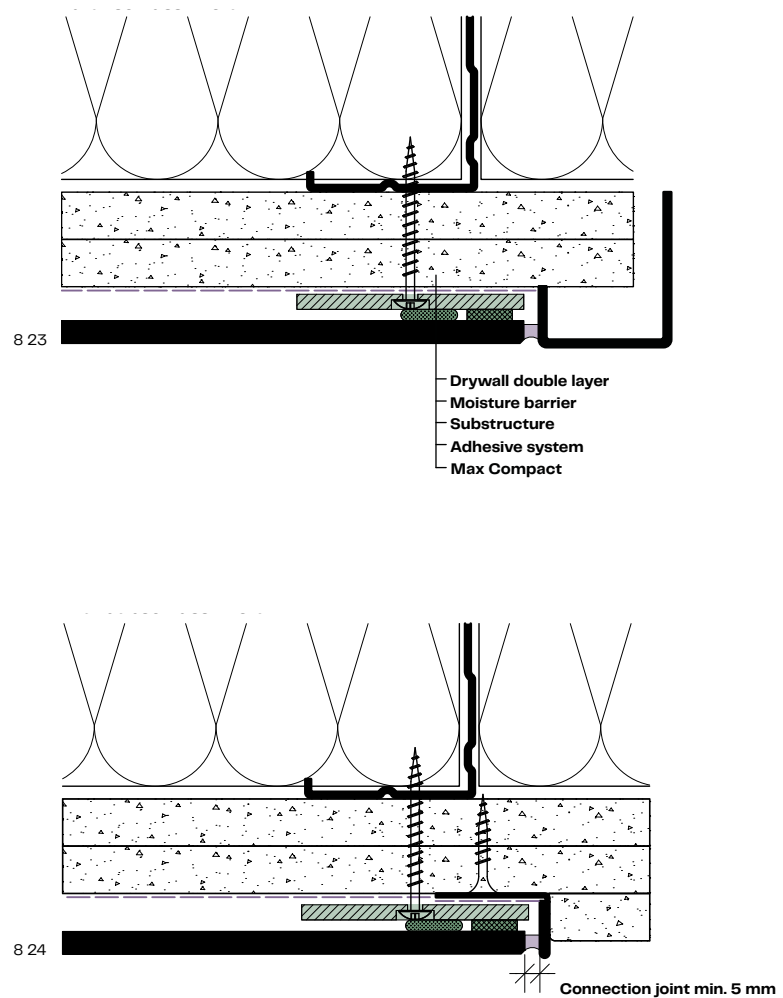 8 23
Drywall double layer
Moisture barrier
Substructure
Adhesive system
Max Compact
8 24
Connection joint min. 5 mm